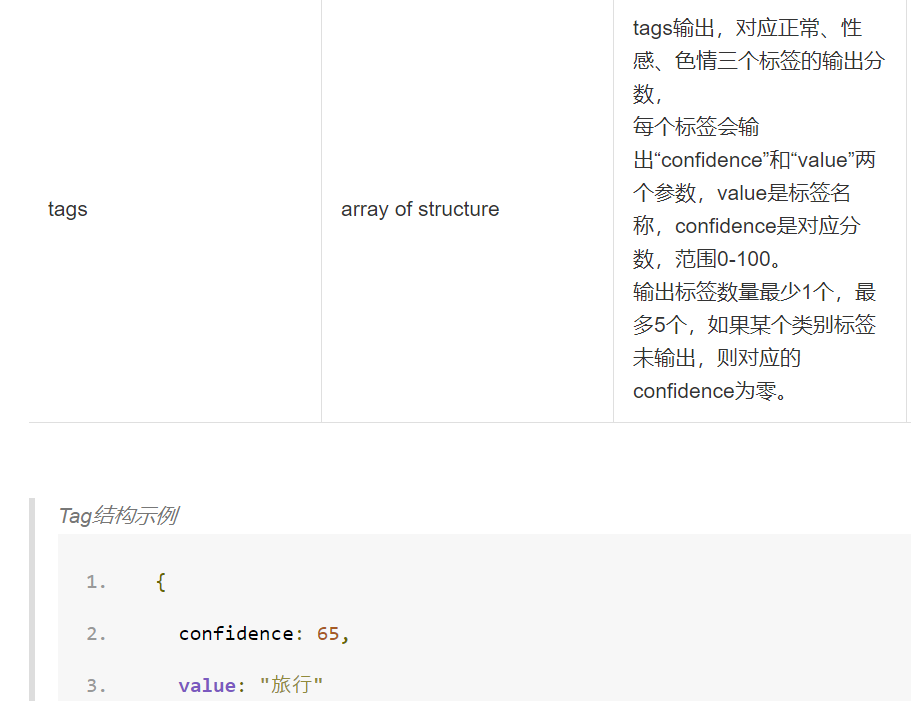 tags
array of structure
tags输出，对应正常、性
感、色情三个标签的输出分
数，
每个标签会输
出“confidence”和“value”两
个参数，value是标签名
称，confidence是对应分
数，范围0-100。
输出标签数量最少1个，最
多5个，如果某个类别标签
未输出，则对应的
confidence为零。
Tag结构示例
1. {
2. confidence: 65,
3. value: "旅行"